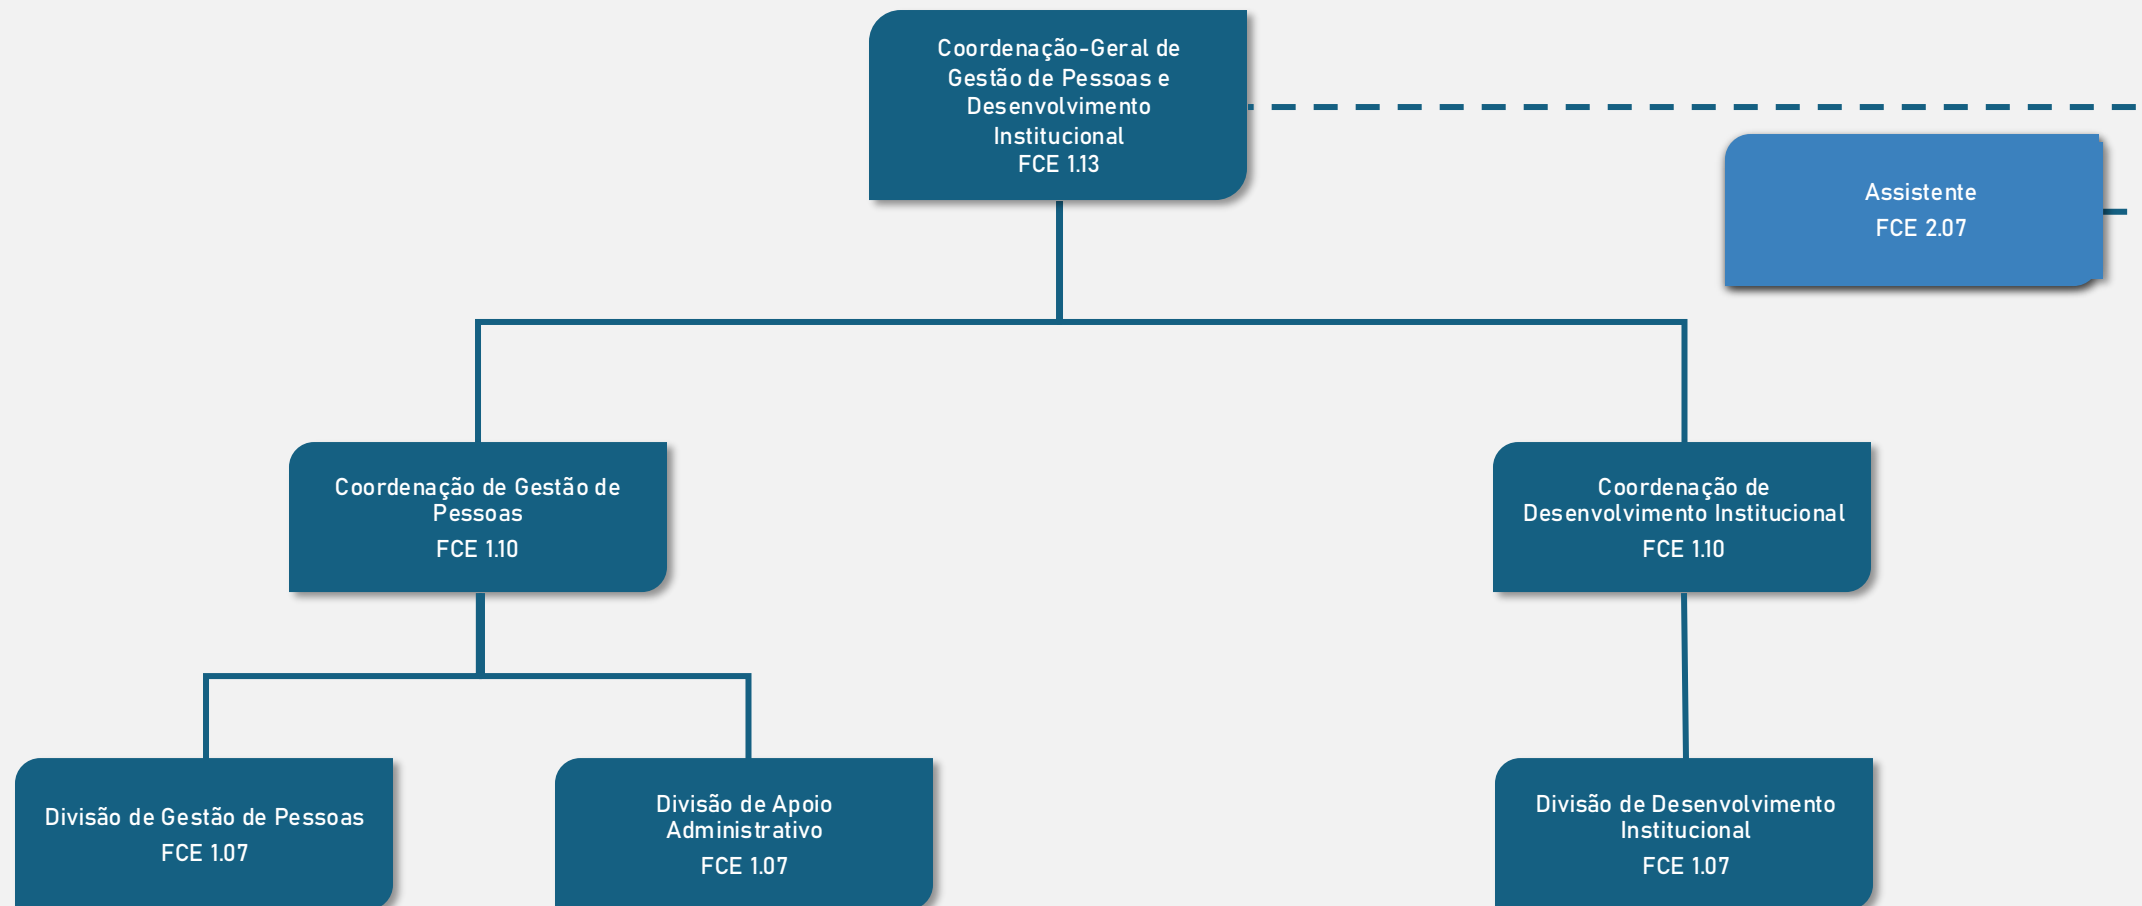 Coordenação-Geral de
Gestão de Pessoas e
Desenvolvimento
Institucional
FCE 1.13
Assistente
FCE 2.07
Coordenação de Gestão de
Pessoas
FCE 1.10
Coordenação de
Desenvolvimento Institucional
FCE 1.10
Divisão de Gestão de Pessoas
FCE 1.07
Divisão de Apoio
Administrativo
FCE 1.07
Divisão de Desenvolvimento
Institucional
FCE 1.07